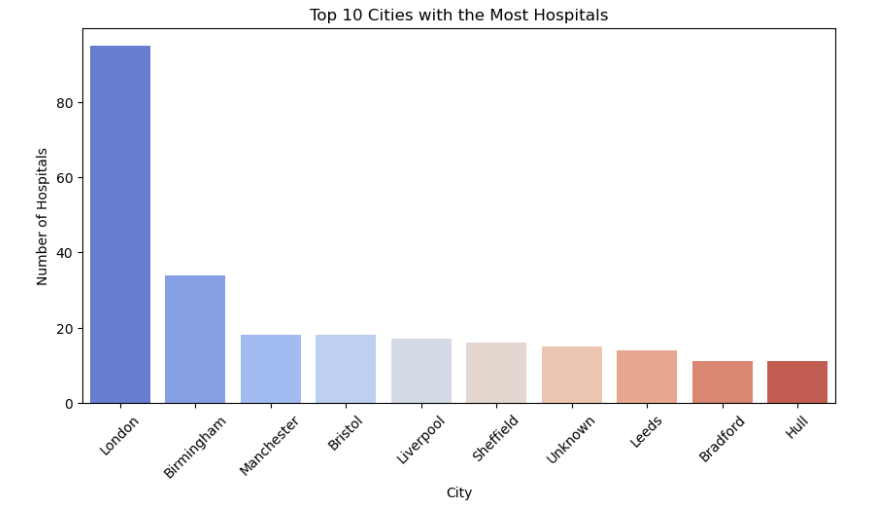 Top 10 Cities with the Most Hospitals
Number of Hospitals
80
60
40
20
0
London
Birmingham
Manchester
Bristol
Liverpool
Sheffield
Unknown
Leeds
Bradford
Hull
City